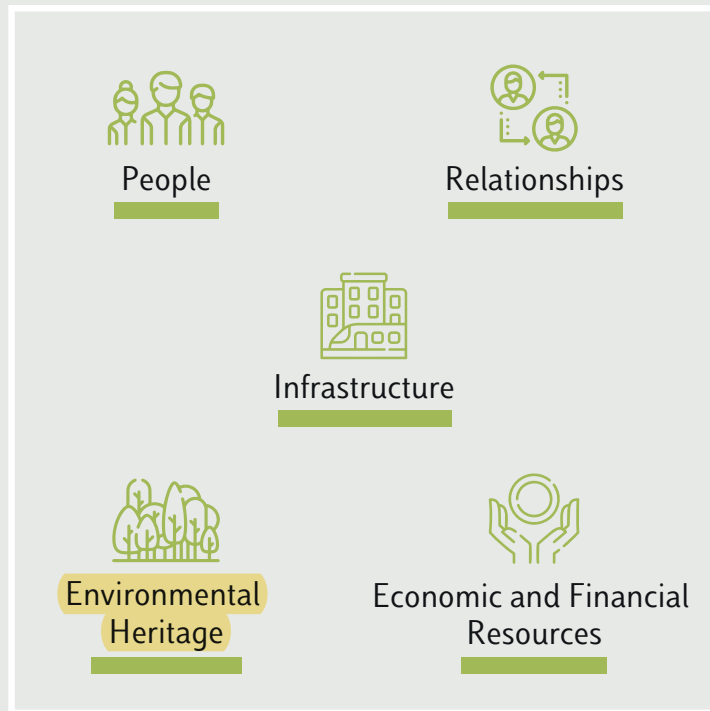 People
Relationships
Infrastructure
Environmental
Heritage
Economic and Financial
Resources